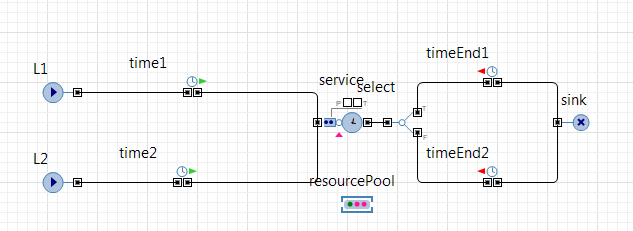 timeEnd1
L1
time1
service
select
sink
P
T
T
L2
time2
F
timeEnd2
resourcePool